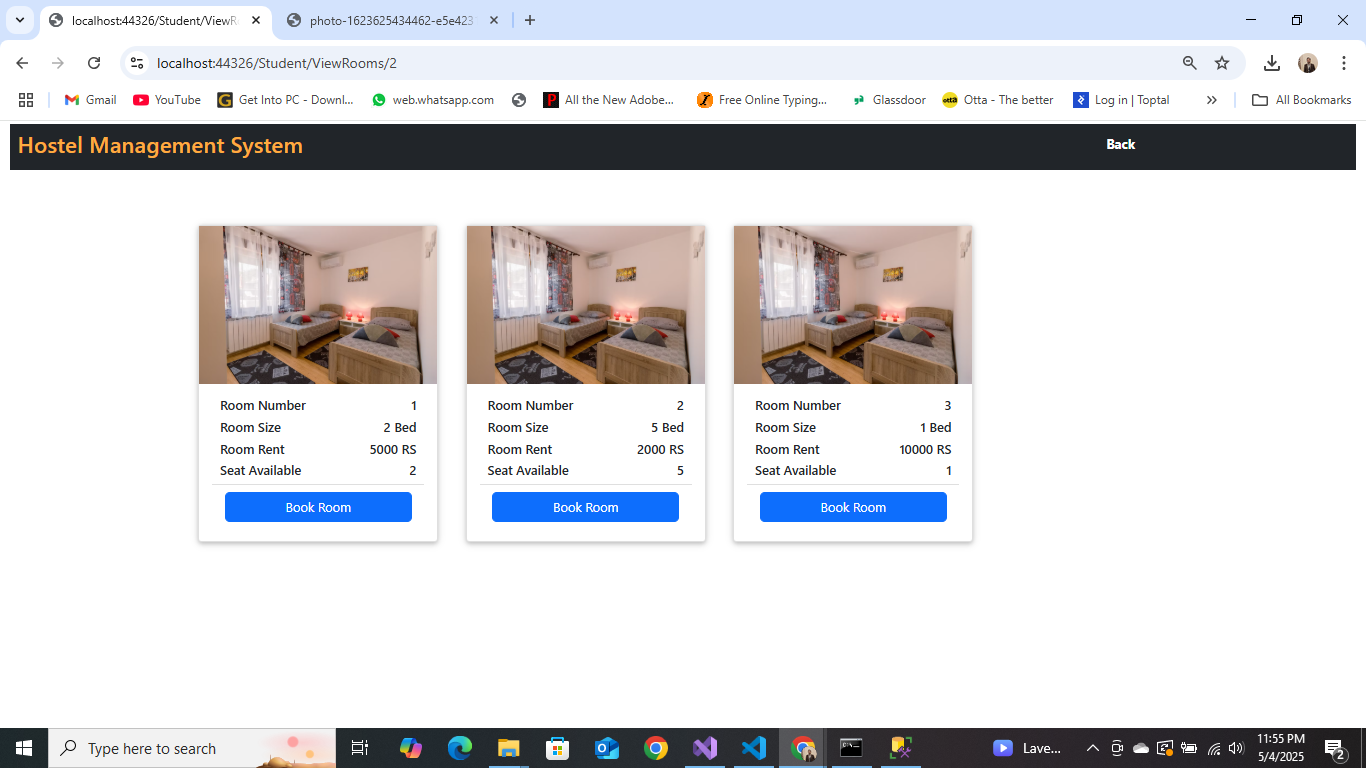 localhost:44326/Student/ViewR
photo-1623625434462-e5e423
localhost:44326/Student/ViewRooms/2
Gmail YouTube Get Into PC - Downl... web.whatsapp.com All the New Adobe... Free Online Typing... Glassdoor Otta - The better Log in | Toptal All Bookmarks
Hostel Management System Back
Room Number 1
Room Size 2 Bed
Room Rent 5000 RS
Seat Available 2
Book Room
Room Number 2
Room Size 5 Bed
Room Rent 2000 RS
Seat Available 5
Book Room
Room Number 3
Room Size 1 Bed
Room Rent 10000 RS
Seat Available 1
Book Room
Type here to search
Lave...
11:55 PM
5/4/2025
2